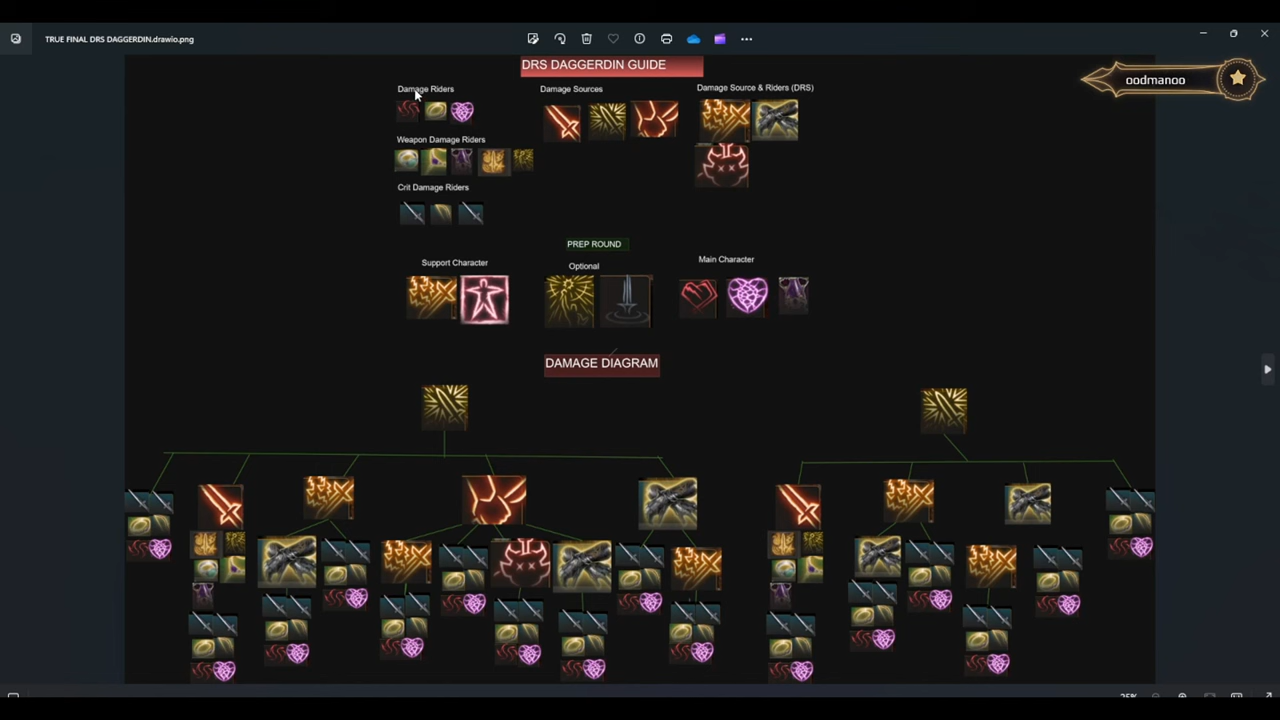 TRUE FINAL DRS DAGGERDIN.drawio.png
oodmanoo
DRS DAGGERDIN GUIDE
Damage Riders
Damage Sources
Damage Source & Riders (DRS)
Weapon Damage Riders
Crit Damage Riders
PREP ROUND
Support Character
Optional
Main Character
DAMAGE DIAGRAM